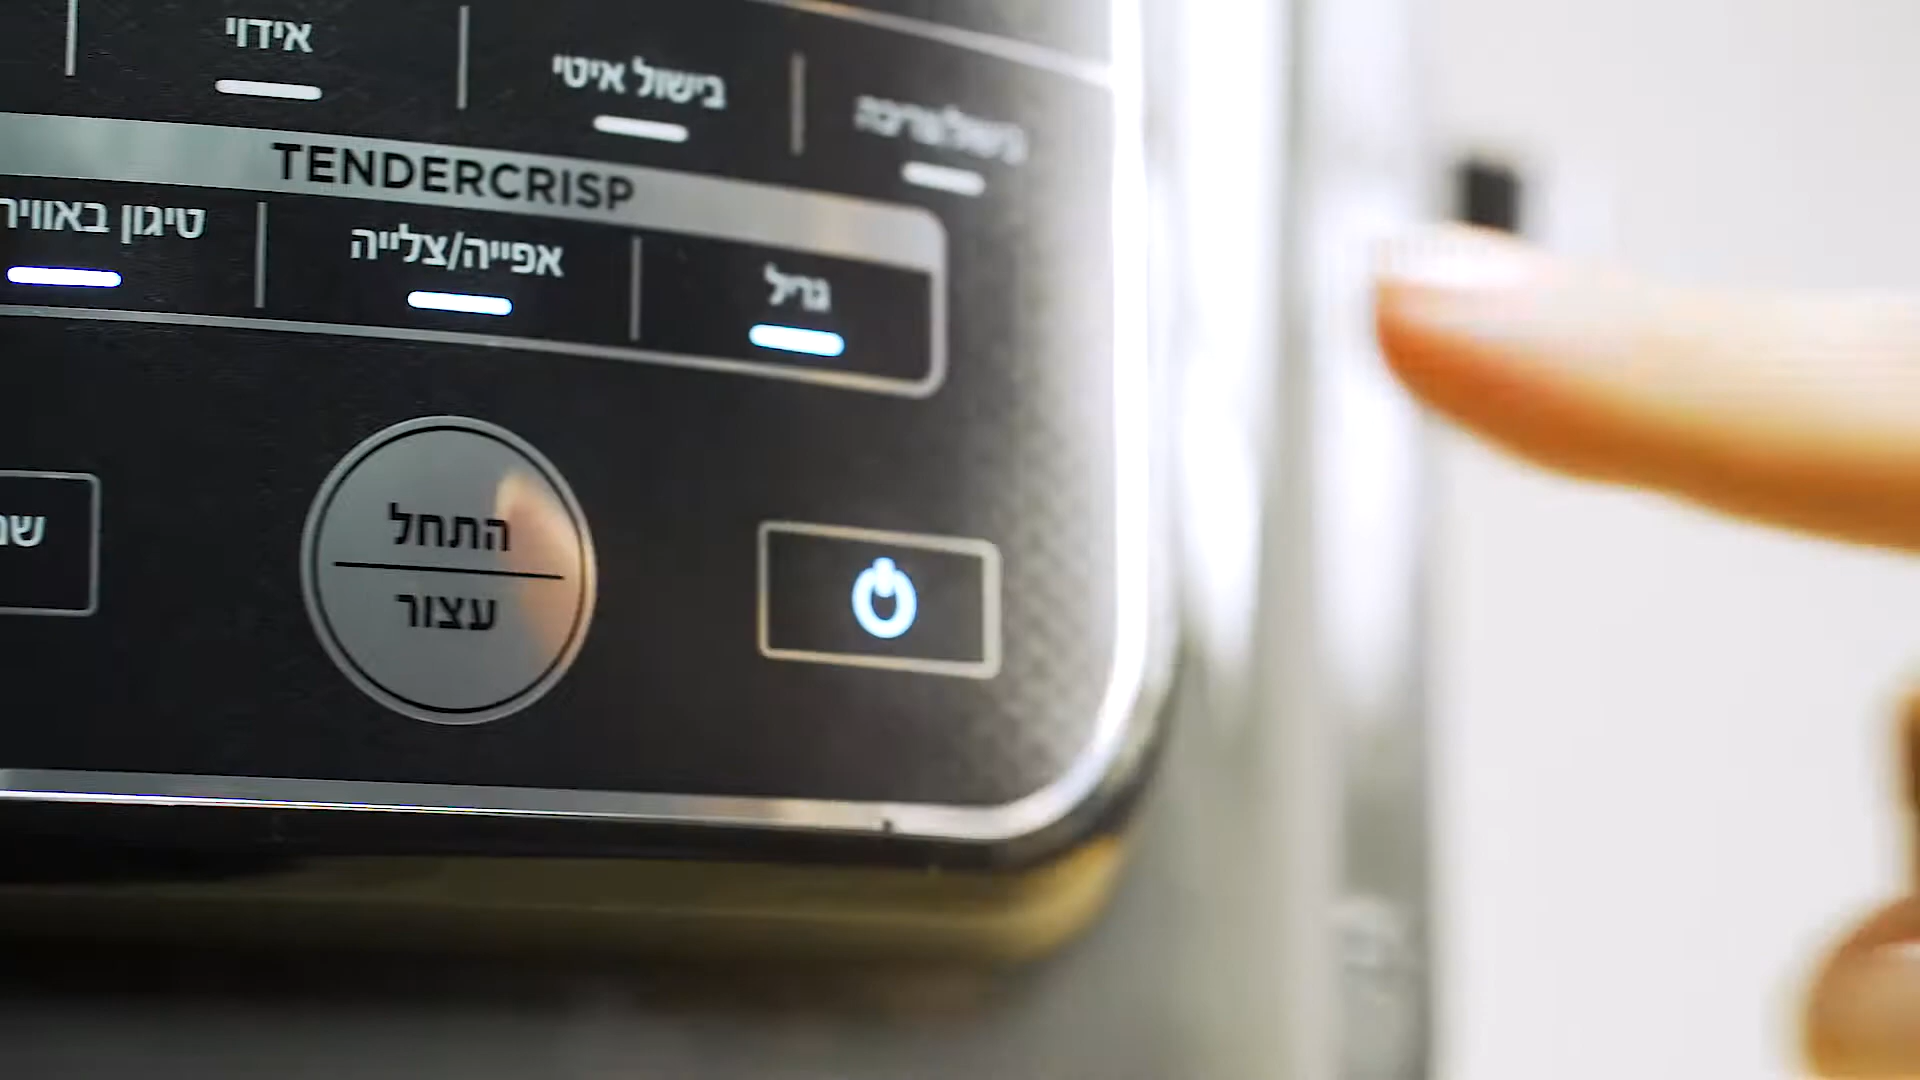 אידוי
בישול איטי
TENDERCRISP
טיגון באוויר
אפייה/צלייה
גריל
התחל
עצור